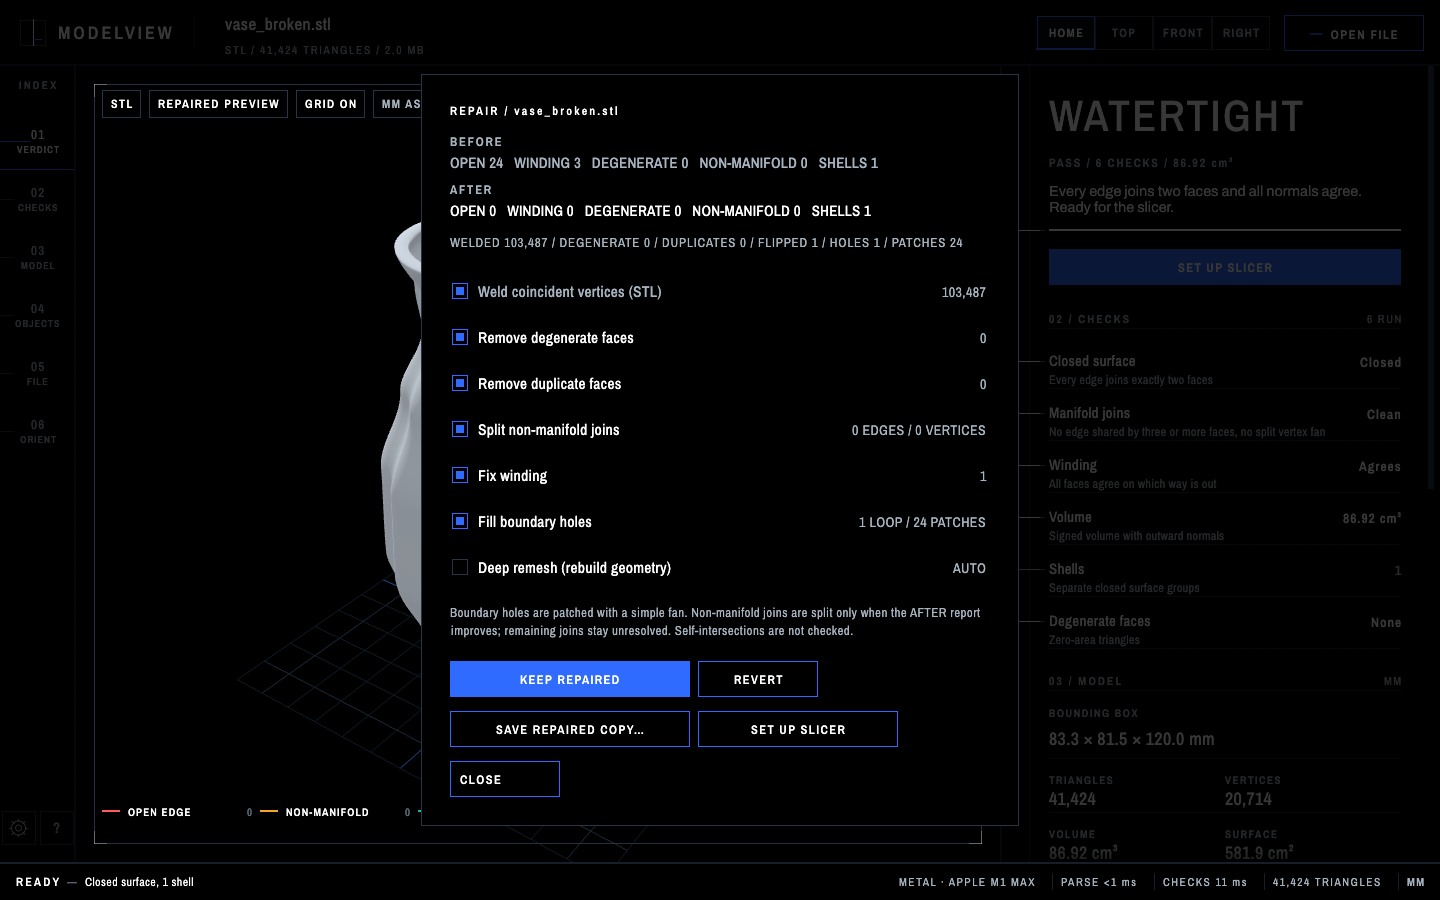 MODELVIEW
vase_broken.stl
STL / 41,424 TRIANGLES / 2.0 MB
HOME TOP FRONT RIGHT
— OPEN FILE
INDEX
01
VERDICT
02
CHECKS
03
MODEL
04
OBJECTS
05
FILE
06
ORIENT
?
STL REPAIRED PREVIEW GRID ON MM AS
REPAIR / vase_broken.stl
BEFORE
OPEN 24 WINDING 3 DEGENERATE 0 NON-MANIFOLD 0 SHELLS 1
AFTER
OPEN 0 WINDING 0 DEGENERATE 0 NON-MANIFOLD 0 SHELLS 1
WELDED 103,487 / DEGENERATE 0 / DUPLICATES 0 / FLIPPED 1 / HOLES 1 / PATCHES 24
Weld coincident vertices (STL) 103,487
Remove degenerate faces 0
Remove duplicate faces 0
Split non-manifold joins 0 EDGES / 0 VERTICES
Fix winding 1
Fill boundary holes 1 LOOP / 24 PATCHES
Deep remesh (rebuild geometry) AUTO
Boundary holes are patched with a simple fan. Non-manifold joins are split only when the AFTER report
improves; remaining joins stay unresolved. Self-intersections are not checked.
KEEP REPAIRED REVERT
SAVE REPAIRED COPY... SET UP SLICER
CLOSE
OPEN EDGE 0 NON-MANIFOLD 0
WATERTIGHT
PASS / 6 CHECKS / 86.92 cm³
Every edge joins two faces and all normals agree.
Ready for the slicer.
SET UP SLICER
02 / CHECKS 6 RUN
Closed surface Closed
Every edge joins exactly two faces
Manifold joins Clean
No edge shared by three or more faces, no split vertex fan
Winding Agrees
All faces agree on which way is out
Volume 86.92 cm³
Signed volume with outward normals
Shells 1
Separate closed surface groups
Degenerate faces None
Zero-area triangles
03 / MODEL MM
BOUNDING BOX
83.3 × 81.5 × 120.0 mm
TRIANGLES VERTICES
41,424 20,714
VOLUME SURFACE
86.92 cm³ 581.9 cm²
READY — Closed surface, 1 shell
METAL · APPLE M1 MAX PARSE <1 ms CHECKS 11 ms 41,424 TRIANGLES MM